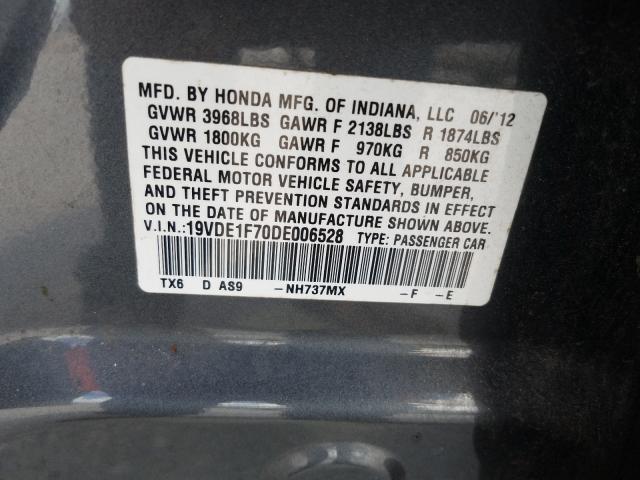 MFD. BY HONDA MFG. OF INDIANA, LLC 06/'12
GVWR 3968LBS GAWR F 2138LBS R 1874LBS
GVWR 1800KG GAWR F 970KG R 850KG
THIS VEHICLE CONFORMS TO ALL APPLICABLE
FEDERAL MOTOR VEHICLE SAFETY, BUMPER,
AND THEFT PREVENTION STANDARDS IN EFFECT
ON THE DATE OF MANUFACTURE SHOWN ABOVE.
V.I.N.:19VDE1F70DE006528 TYPE: PASSENGER CAR
TX6 D AS9 -NH737MX -F -E